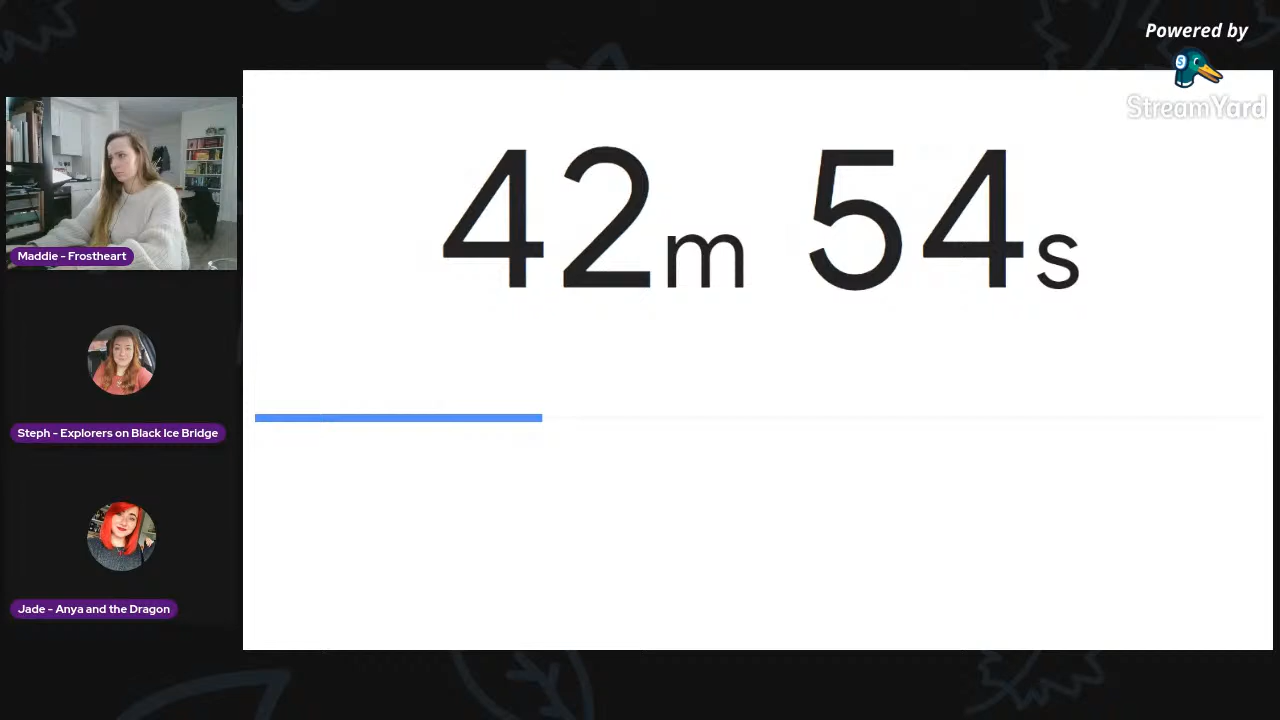 Powered by
StreamYard
42m 54s
Maddie - Frostheart
Steph - Explorers on Black Ice Bridge
Jade - Anya and the Dragon